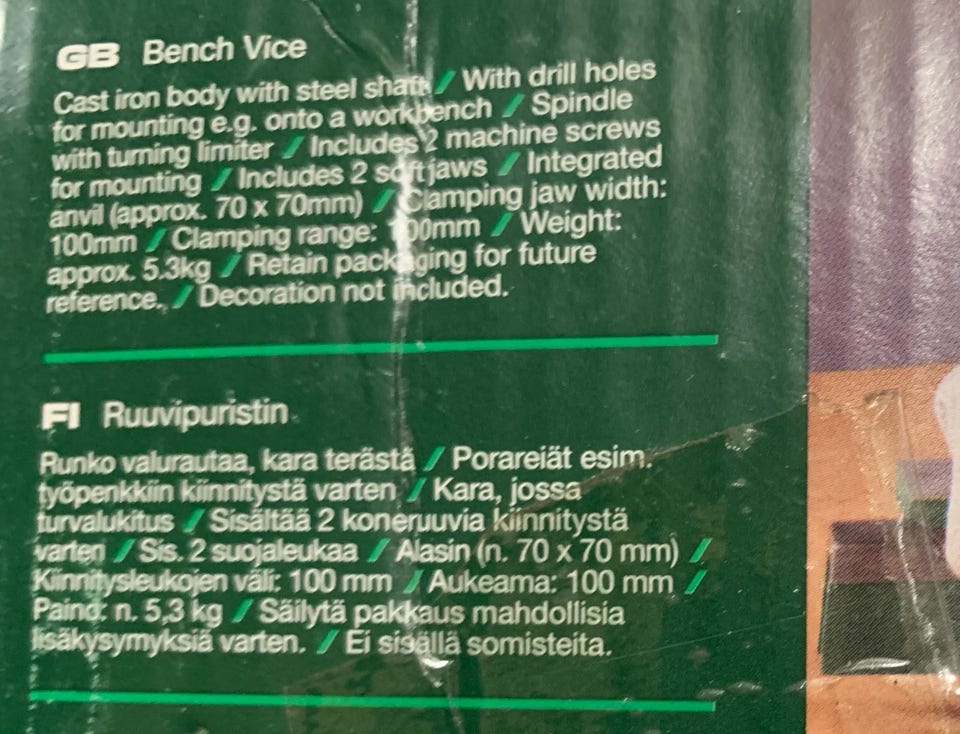 GB Bench Vice
Cast iron body with steel shaft / With drill holes
for mounting e.g. onto a workbench / Spindle
with turning limiter / Includes 2 machine screws
for mounting / Includes 2 soft jaws / Integrated
anvil (approx. 70 x 70mm) / Clamping jaw width:
100mm / Clamping range: 100mm / Weight:
approx. 5.3kg / Retain packaging for future
reference. / Decoration not included.
FI Ruuvipuristin
Runko valurautaa, kara terästä / Porareiät esim.
työpenkkiin kiinnitystä varten / Kara, jossa
turvalukitus / Sisältää 2 koneruuvia kiinnitystä
varten / Sis. 2 suojaleukaa / Alasin (n. 70 x 70 mm) /
Kiinnitysleukojen väli: 100 mm / Aukeama: 100 mm /
Paino: n. 5,3 kg / Säilytä pakkaus mahdollisia
lisäkysymyksiä varten. / Ei sisällä somisteita.